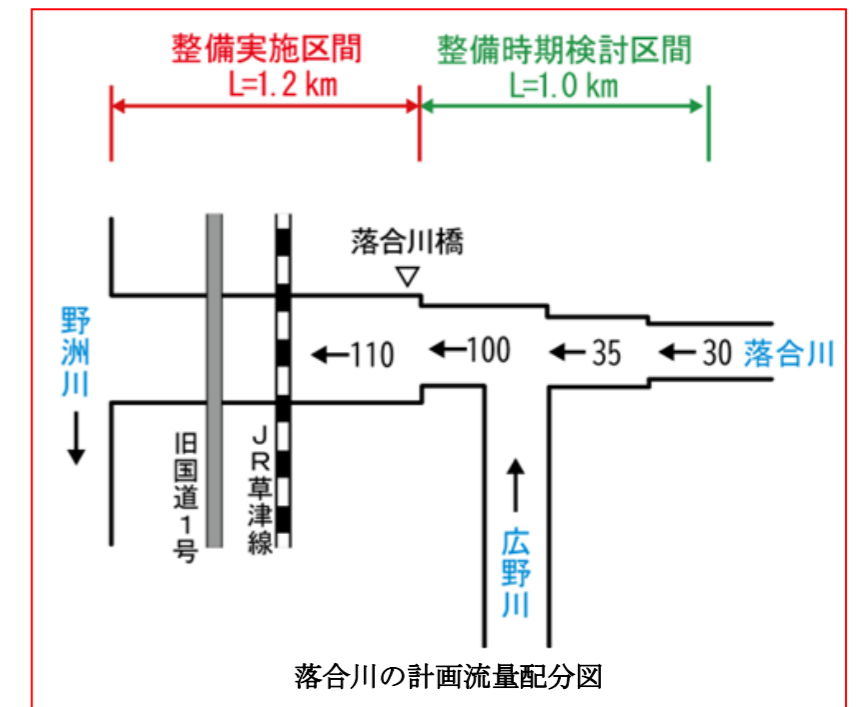 整備実施区間
L=1.2 km
整備時期検討区間
L=1.0 km
落合川橋
野洲川
110
100
35
30
落合川
旧国道1号
JR草津線
広野川
落合川の計画流量配分図